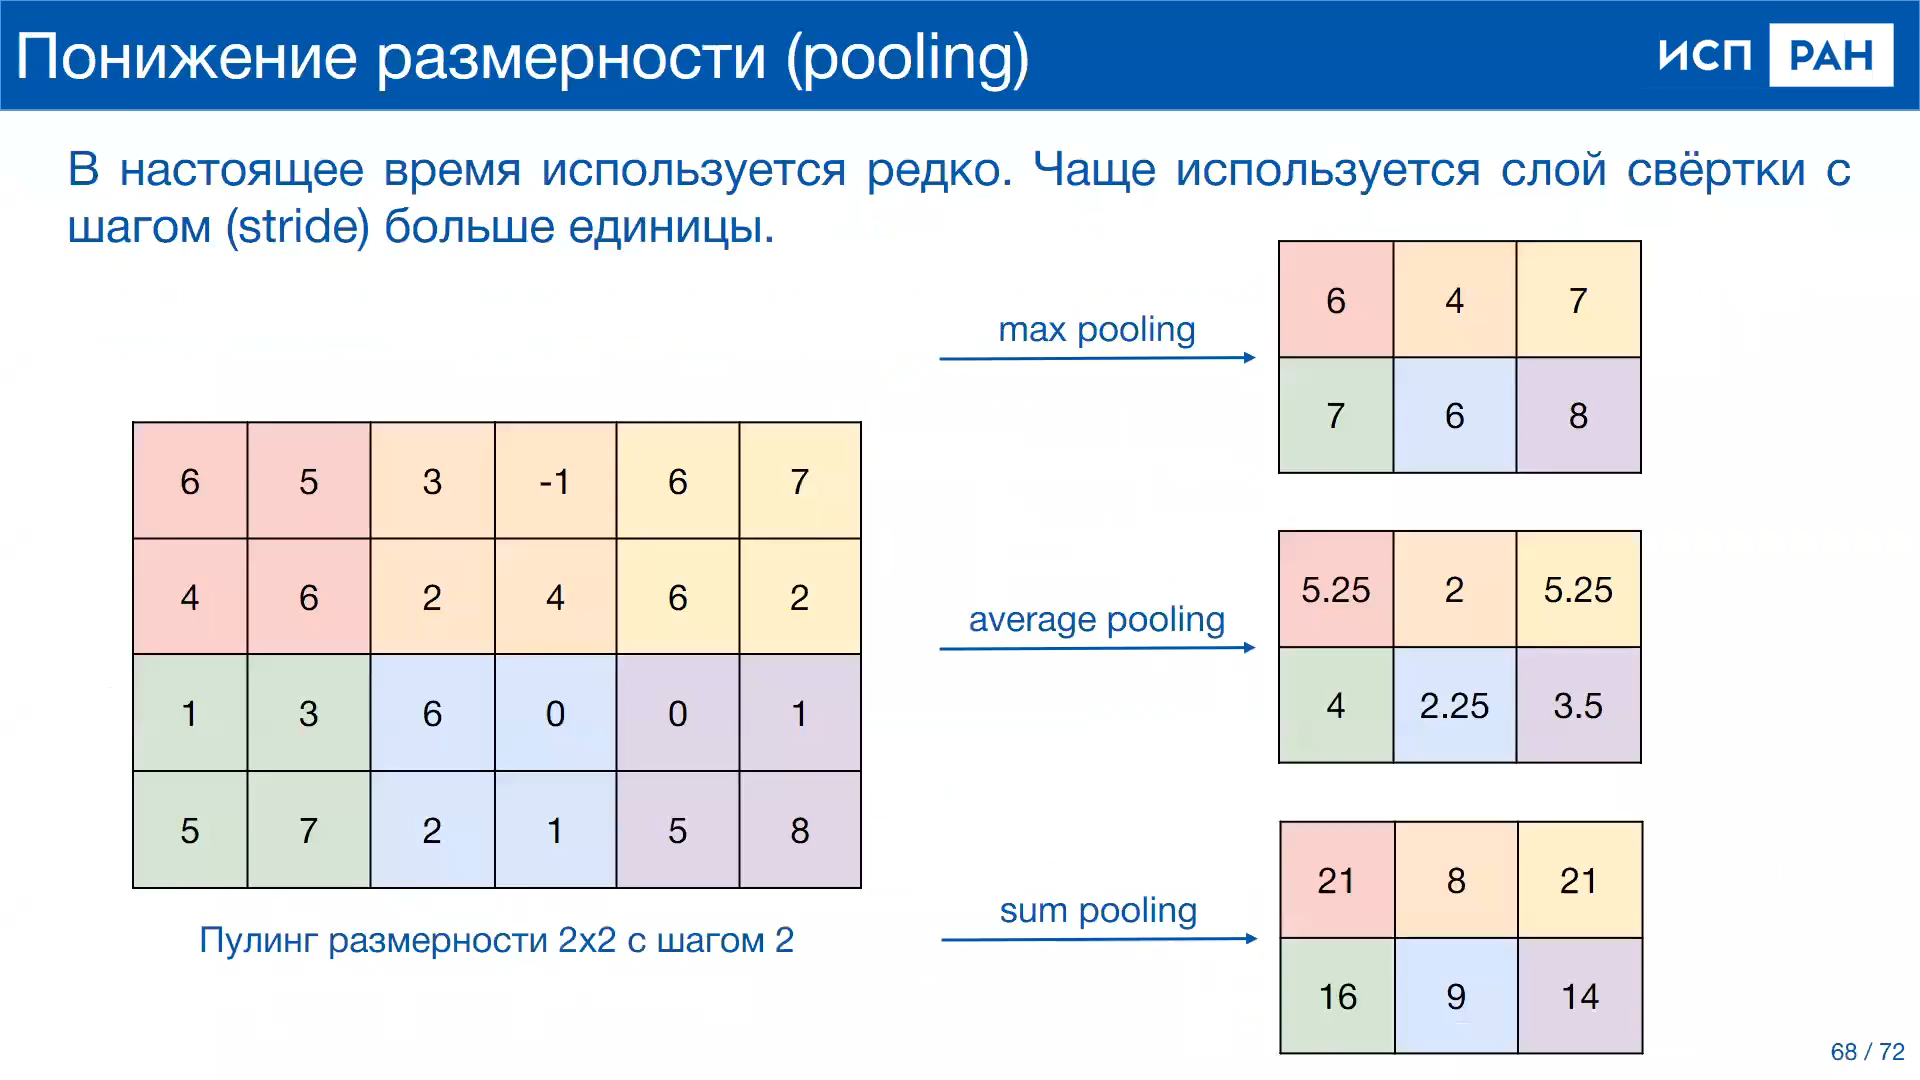 Понижение размерности (pooling)
ИСП РАН
В настоящее время используется редко. Чаще используется слой свёртки с
шагом (stride) больше единицы.
6 5 3 -1 6 7
4 6 2 4 6 2
1 3 6 0 0 1
5 7 2 1 5 8
Пулинг размерности 2x2 с шагом 2
max pooling
6 4 7
7 6 8
average pooling
5.25 2 5.25
4 2.25 3.5
sum pooling
21 8 21
16 9 14
68 / 72